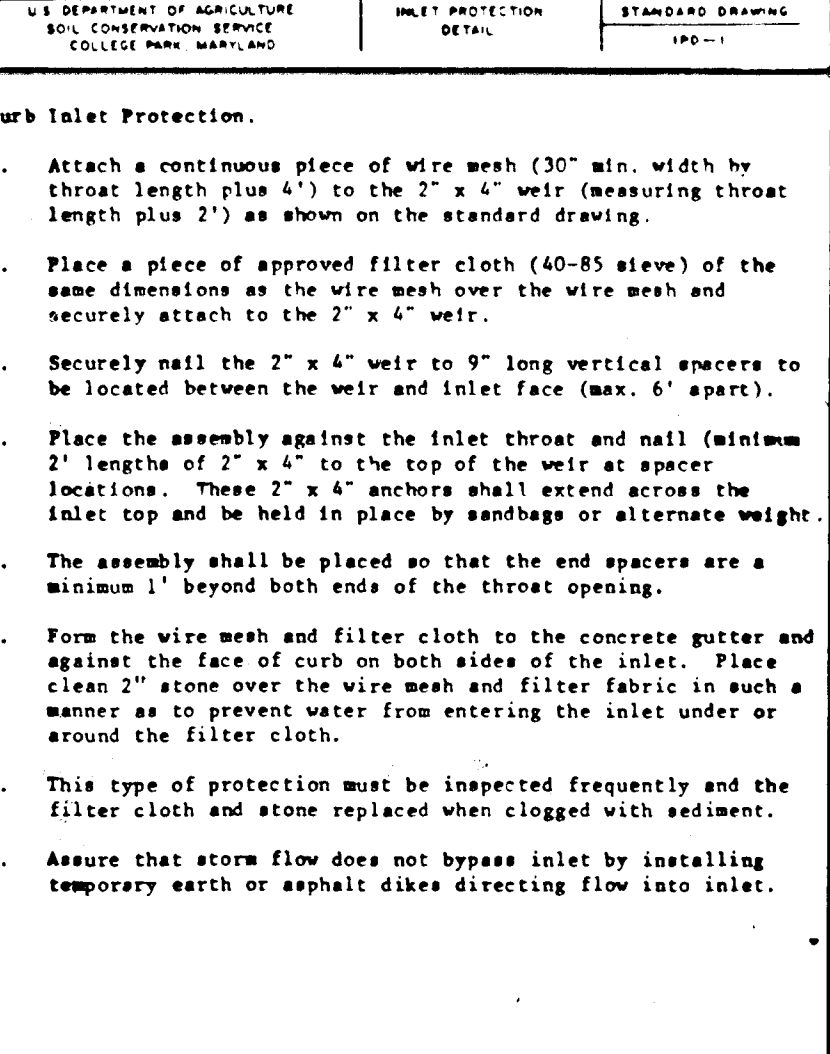 U S DEPARTMENT OF AGRICULTURE
SOIL CONSERVATION SERVICE
COLLEGE PARK, MARYLAND
INLET PROTECTION
DETAIL
STANDARD DRAWING
IPD-1
urb Inlet Protection.
. Attach a continuous piece of wire mesh (30" min. width by
throat length plus 4') to the 2" x 4" weir (measuring throat
length plus 2') as shown on the standard drawing.
. Place a piece of approved filter cloth (40-85 sieve) of the
same dimensions as the wire mesh over the wire mesh and
securely attach to the 2" x 4" weir.
. Securely nail the 2" x 4" weir to 9" long vertical spacers to
be located between the weir and inlet face (max. 6' apart).
. Place the assembly against the inlet throat and nail (minimum
2' lengths of 2" x 4" to the top of the weir at spacer
locations. These 2" x 4" anchors shall extend across the
inlet top and be held in place by sandbags or alternate weight.
. The assembly shall be placed so that the end spacers are a
minimum 1' beyond both ends of the throat opening.
. Form the wire mesh and filter cloth to the concrete gutter and
against the face of curb on both sides of the inlet. Place
clean 2" stone over the wire mesh and filter fabric in such a
manner as to prevent water from entering the inlet under or
around the filter cloth.
. This type of protection must be inspected frequently and the
filter cloth and stone replaced when clogged with sediment.
. Assure that storm flow does not bypass inlet by installing
temporary earth or asphalt dikes directing flow into inlet.